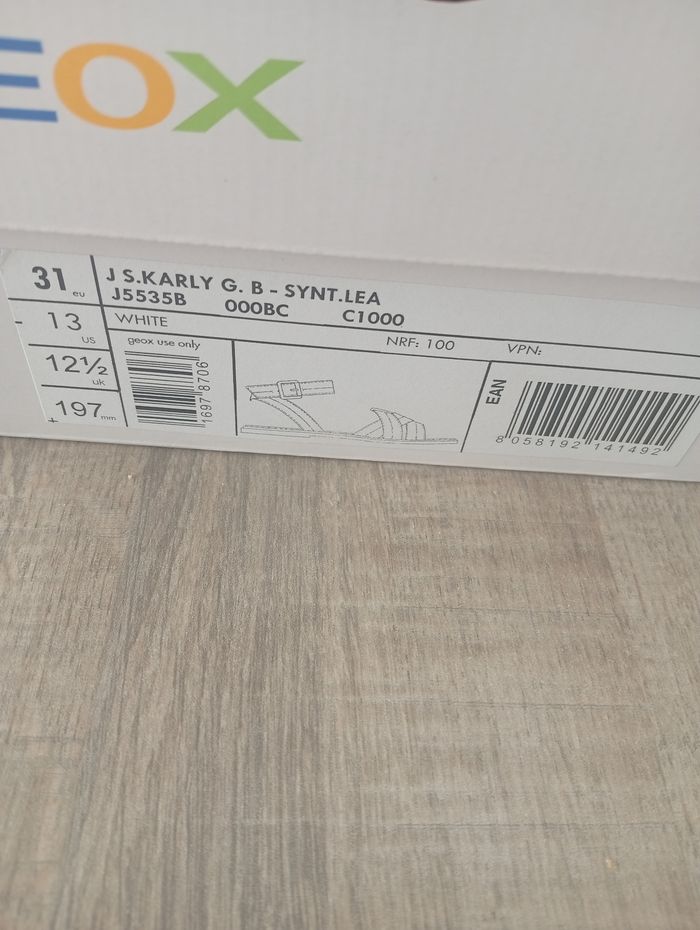 EOX
31 eu
J S.KARLY G. B - SYNT.LEA
J5535B 000BC C1000
13 US
WHITE
NRF: 100 VPN:
12½ uk
geox use only
197 mm
1697 8706
EAN
8 058192 141492